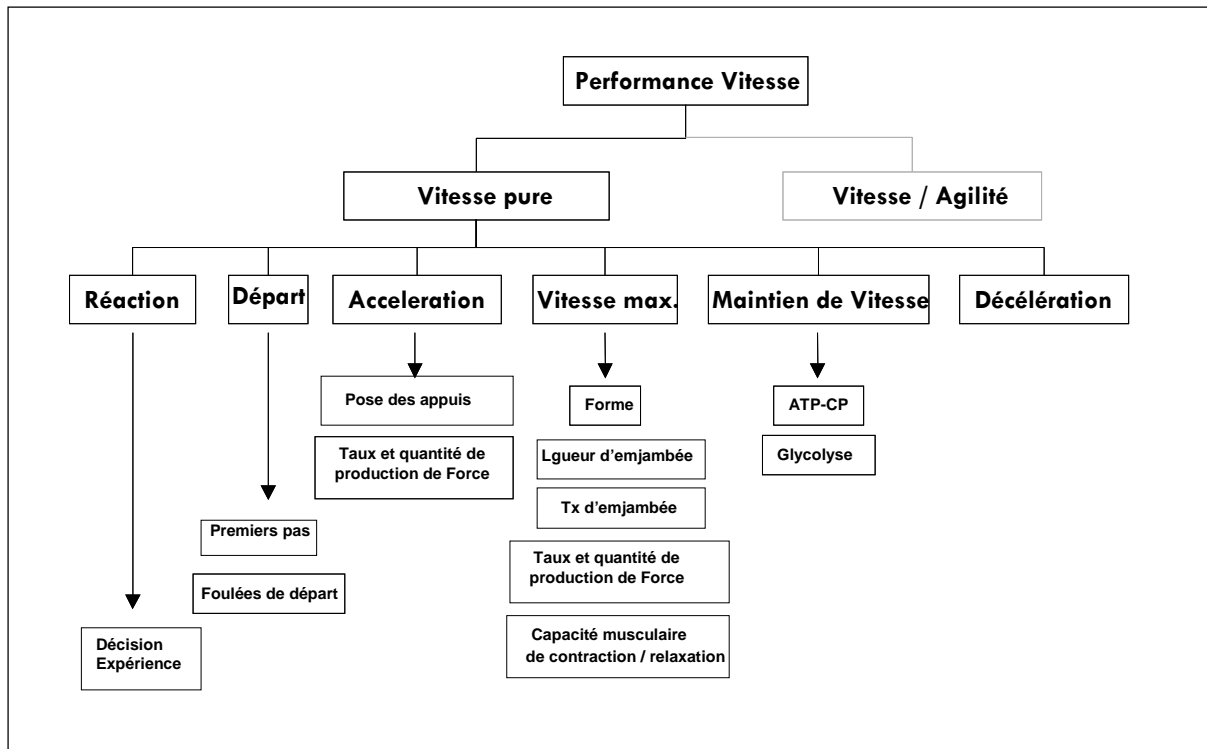 Performance Vitesse
Vitesse pure
Vitesse / Agilité
Réaction
Départ
Acceleration
Vitesse max.
Maintien de Vitesse
Décélération
Pose des appuis
Taux et quantité de
production de Force
Forme
Lgueur d'emjambée
Tx d'emjambée
Taux et quantité de
production de Force
Capacité musculaire
de contraction / relaxation
ATP-CP
Glycolyse
Premiers pas
Foulées de départ
Décision
Expérience